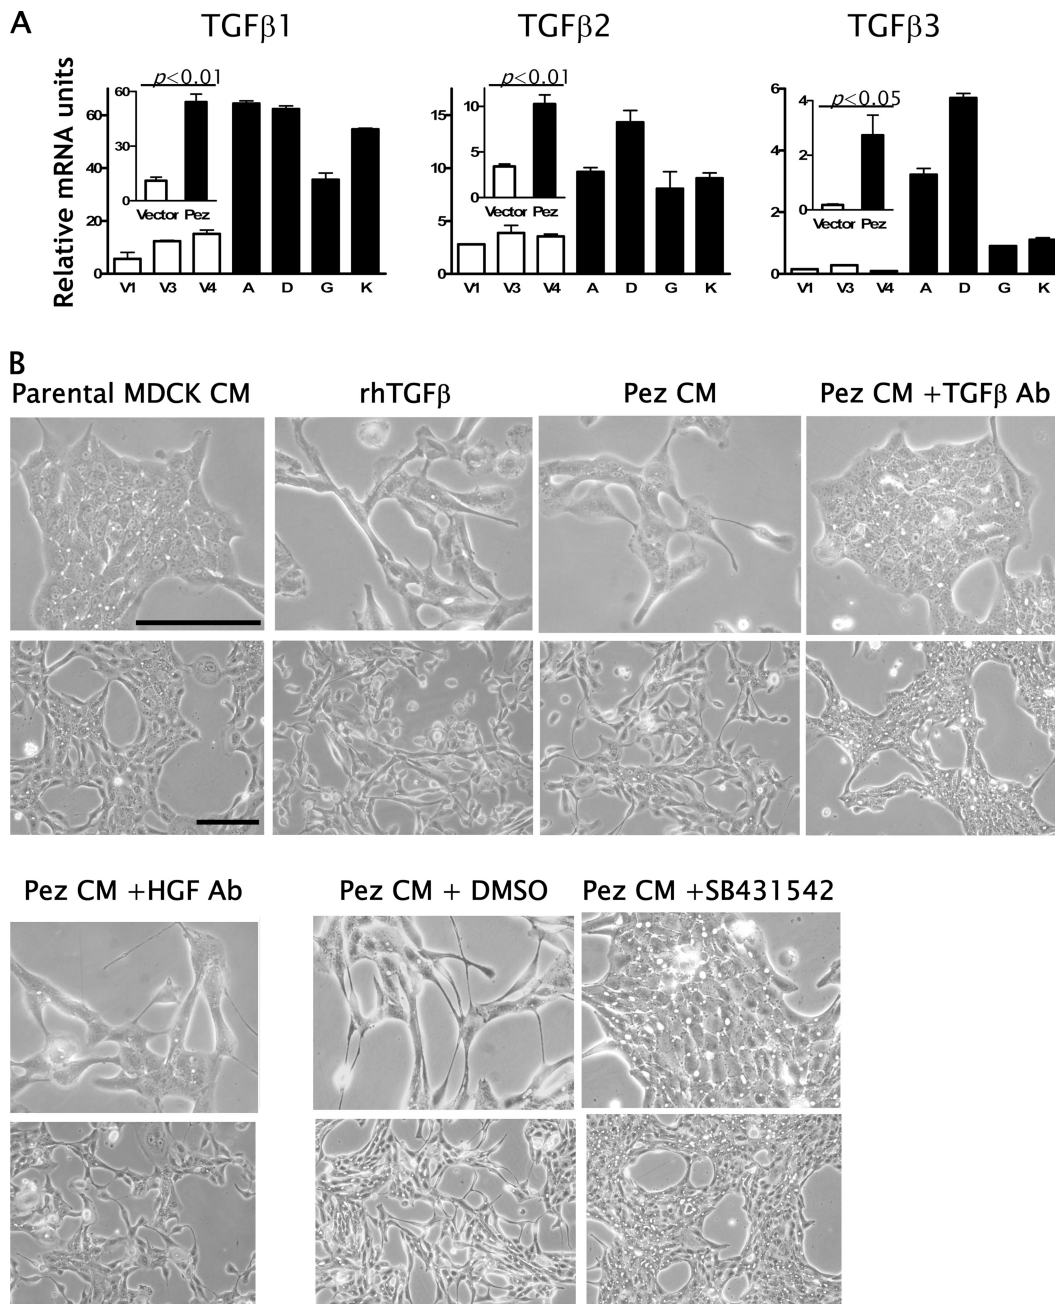 A
TGFβ1 TGFβ2 TGFβ3
Relative mRNA units
p<0.01
60
30
0
Vector Pez
60
40
20
0
V1 V3 V4 A D G K
p<0.01
10
5
0
Vector Pez
15
10
5
0
V1 V3 V4 A D G K
p<0.05
4
2
0
Vector Pez
6
4
2
0
V1 V3 V4 A D G K
B
Parental MDCK CM rhTGFβ Pez CM Pez CM +TGFβ Ab
Pez CM +HGF Ab Pez CM + DMSO Pez CM +SB431542